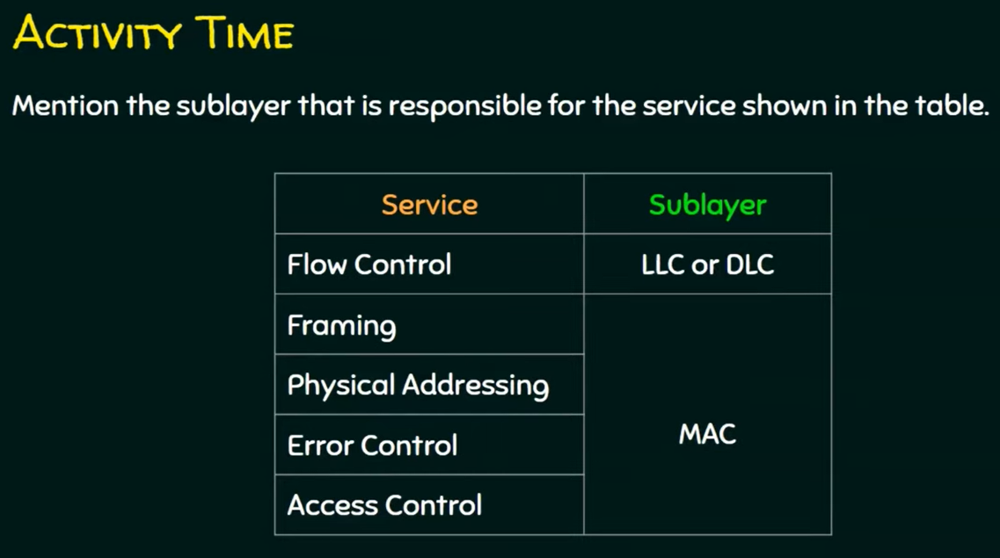 Activity Time
Mention the sublayer that is responsible for the service shown in the table.
Service Sublayer
Flow Control LLC or DLC
Framing
Physical Addressing
Error Control
MAC
Access Control